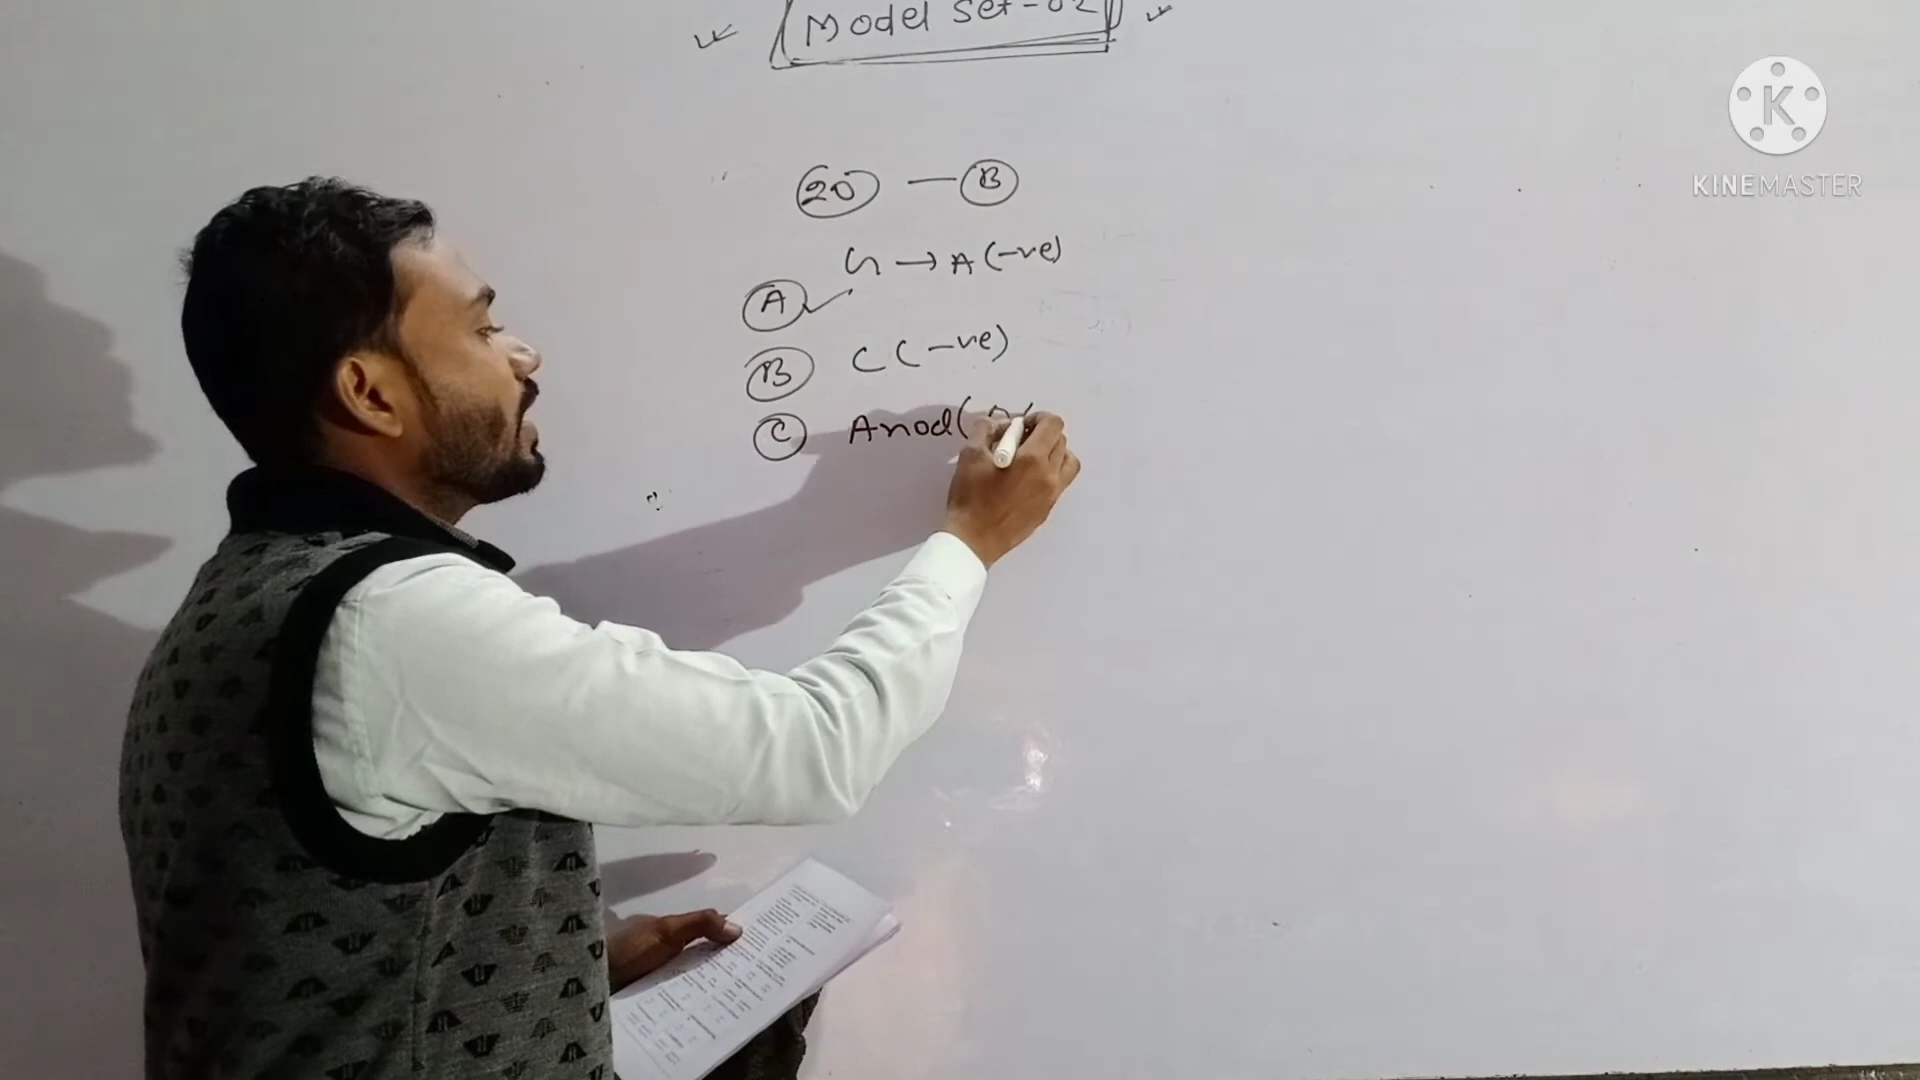 Model Set-02
20 — B
G → A (-ve)
A
B C (-ve)
C Anod(
K
KINEMASTER